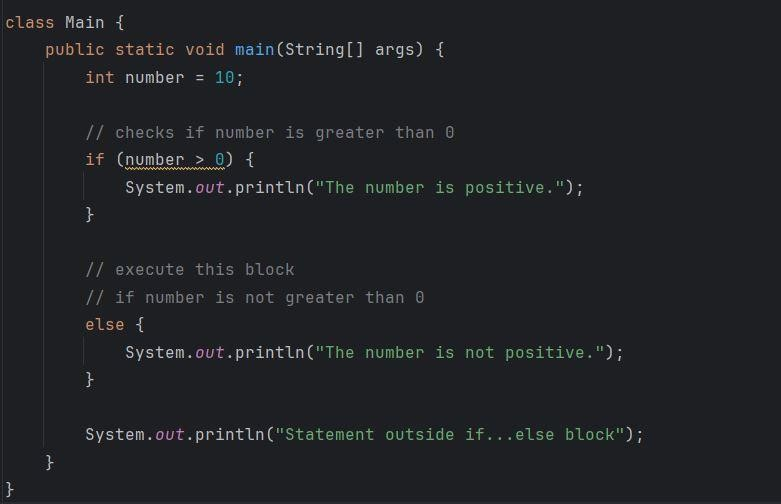 class Main {
    public static void main(String[] args) {
        int number = 10;

        // checks if number is greater than 0
        if (number > 0) {
            System.out.println("The number is positive.");
        }

        // execute this block
        // if number is not greater than 0
        else {
            System.out.println("The number is not positive.");
        }

        System.out.println("Statement outside if...else block");
    }
}